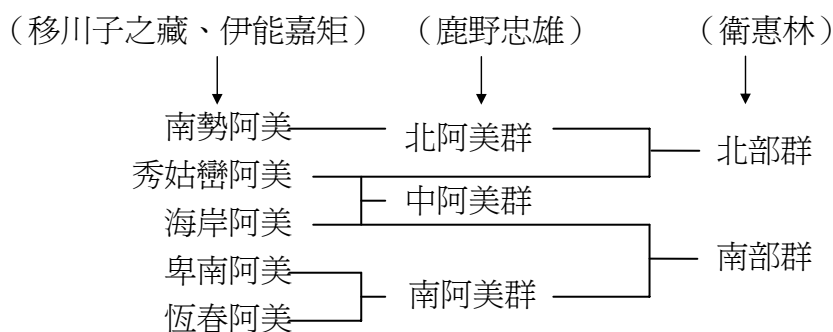 （移川子之藏、伊能嘉矩） （鹿野忠雄） （衛惠林）
南勢阿美 北阿美群 北部群
秀姑巒阿美 中阿美群
海岸阿美 南部群
卑南阿美 南阿美群
恆春阿美